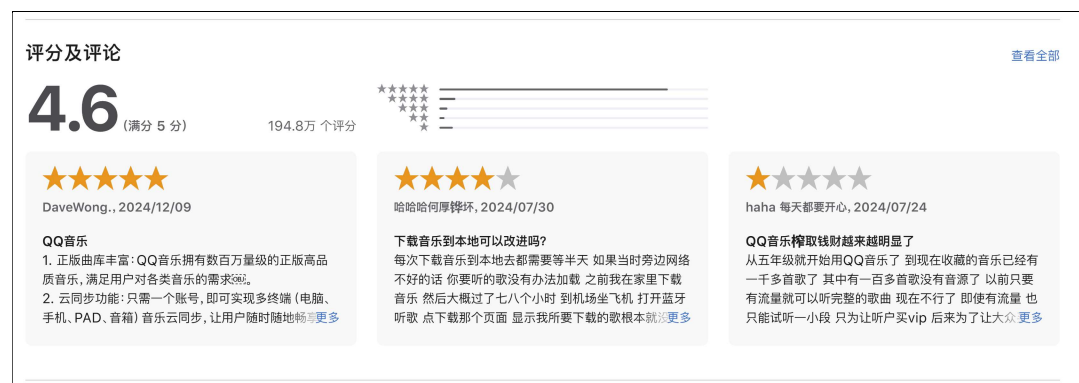 评分及评论
查看全部
4.6
(满分 5 分)
194.8万 个评分
DaveWong., 2024/12/09
QQ音乐
1. 正版曲库丰富:QQ音乐拥有数百万量级的正版高品
质音乐,满足用户对各类音乐的需求
2. 云同步功能:只需一个账号,即可实现多终端(电脑、
手机、PAD、音箱)音乐云同步,让用户随时随地畅享更多
哈哈哈何厚铧坏, 2024/07/30
下载音乐到本地可以改进吗?
每次下载音乐到本地去都需要等半天 如果当时旁边网络
不好的话 你要听的歌没有办法加载 之前我在家里下载
音乐 然后大概过了七八个小时 到机场坐飞机 打开蓝牙
听歌 点下载那个页面 显示我所要下载的歌根本就没更多
haha 每天都要开心, 2024/07/24
QQ音乐榨取钱财越来越明显了
从五年级就开始用QQ音乐了 到现在收藏的音乐已经有
一千多首歌了 其中有一百多首歌没有音源了 以前只要
有流量就可以听完整的歌曲 现在不行了 即使有流量 也
只能试听一小段 只为让听户买vip 后来为了让大众 更多